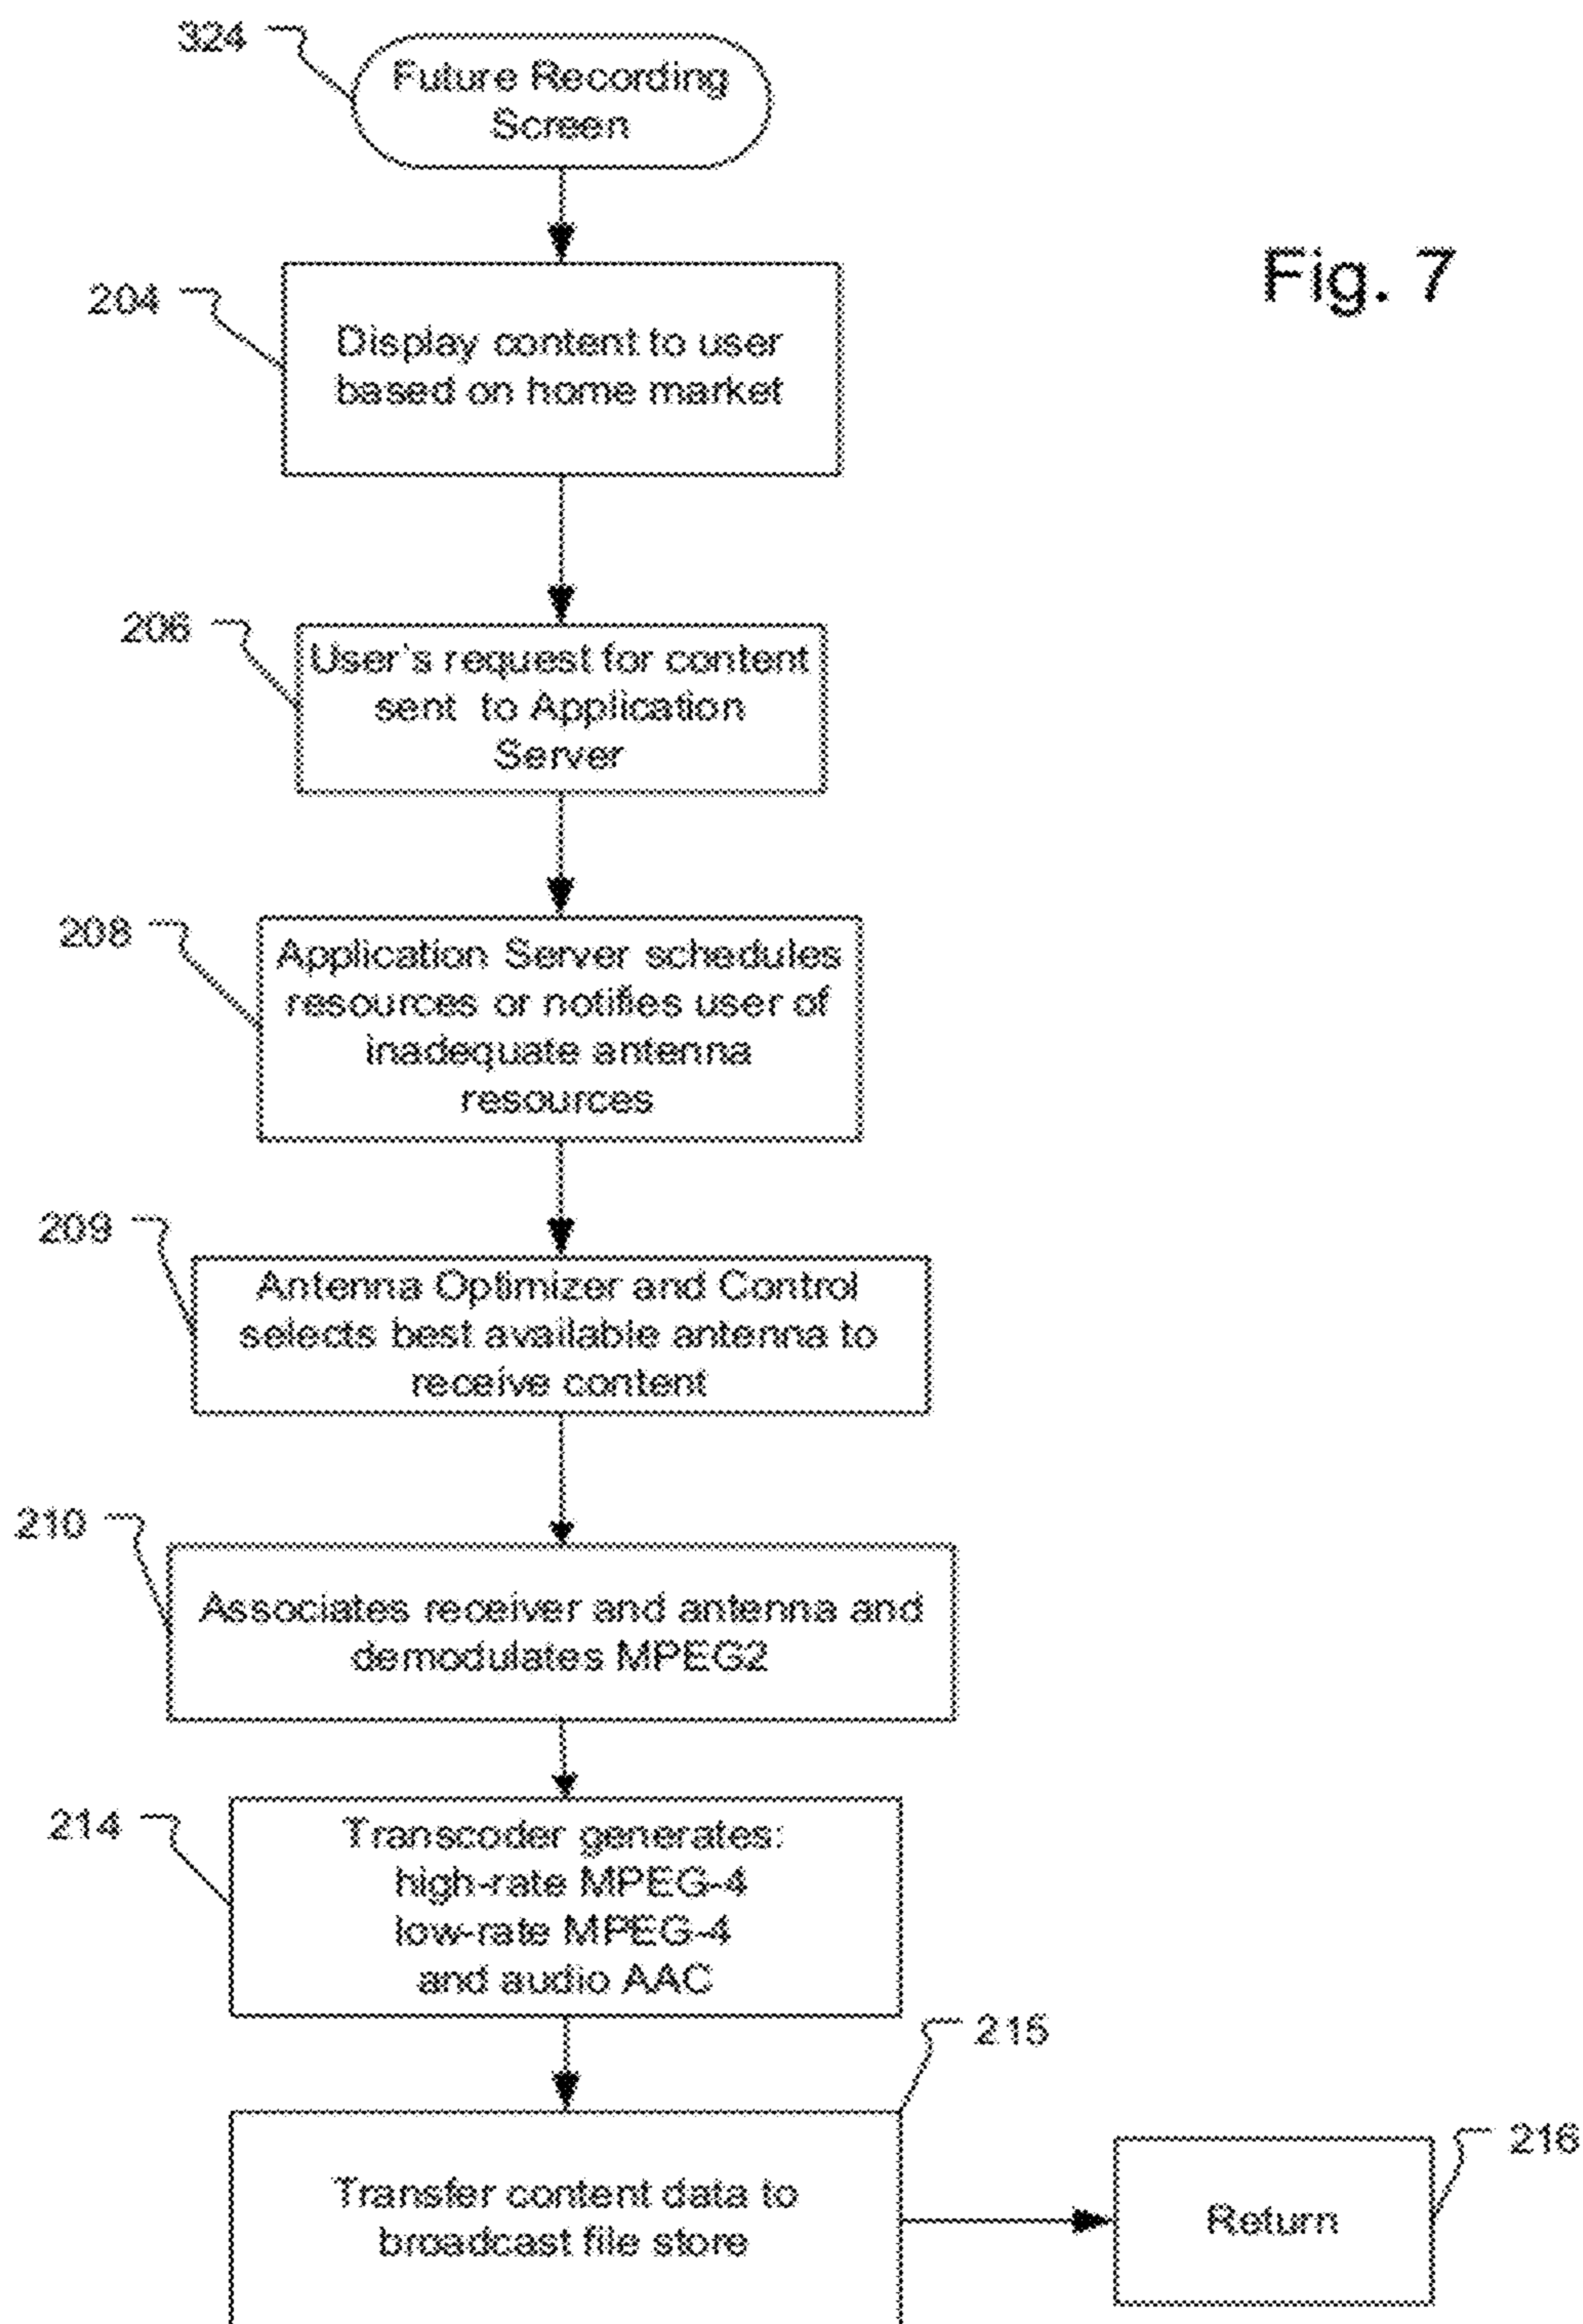 324
Future Recording
Screen
Fig. 7
204
Display content to user
based on home market
206
User's request for content
sent to Application
Server
208
Application Server schedules
resources or notifies user of
inadequate antenna
resources
209
Antenna Optimizer and Control
selects best available antenna to
receive content
210
Associates receiver and antenna and
demodulates MPEG2
214
Transcoder generates:
high-rate MPEG-4
low-rate MPEG-4
and audio AAC
215
Transfer content data to
broadcast file store
216
Return